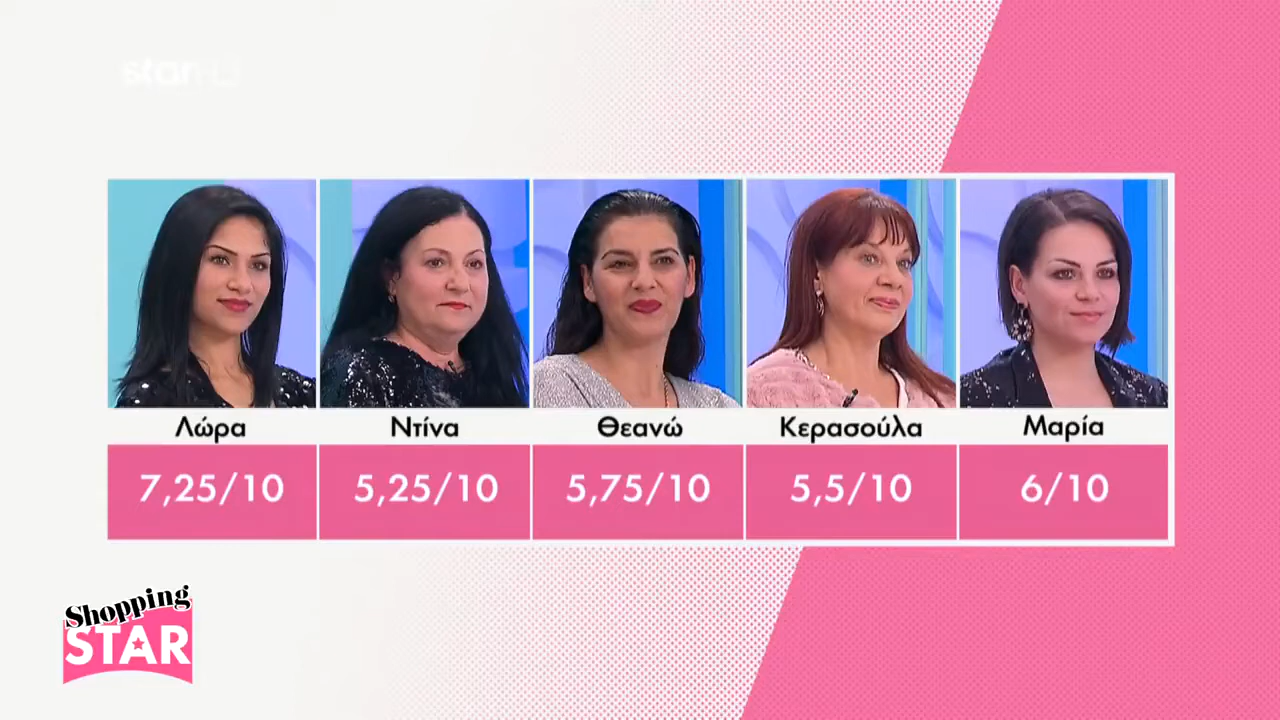 star
Λώρα
Ντίνα
Θεανώ
Κερασούλα
Μαρία
7,25/10
5,25/10
5,75/10
5,5/10
6/10
Shopping
STAR